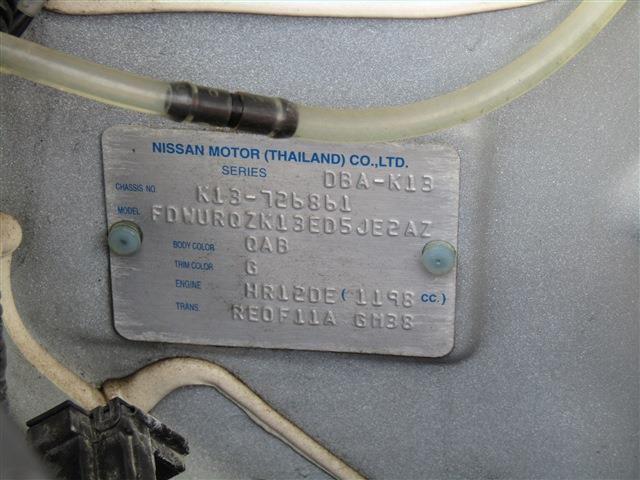 NISSAN MOTOR (THAILAND) CO.,LTD.
SERIES DBA-K13
CHASSIS NO. K13-726861
MODEL FDWURQZK13ED5JE2AZ
BODY COLOR QAB
TRIM COLOR G
ENGINE HR12DE ( 1198 CC. )
TRANS. RE0F11A GM38